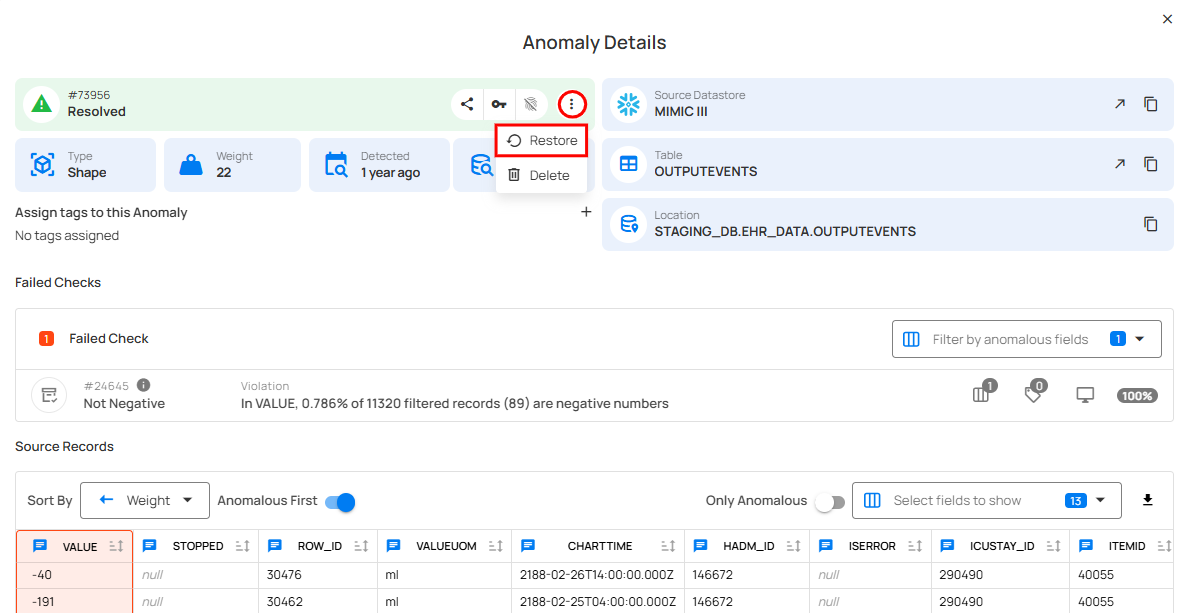 Anomaly Details
#73956
Resolved
Restore
Delete
Type
Shape
Weight
22
Detected
1 year ago
Source Datastore
MIMIC III
Table
OUTPUTEVENTS
Location
STAGING_DB.EHR_DATA.OUTPUTEVENTS
Assign tags to this Anomaly
No tags assigned
Failed Checks
1 Failed Check
Filter by anomalous fields 1
#24645
Not Negative
Violation
In VALUE, 0.786% of 11320 filtered records (89) are negative numbers
1 0 100%
Source Records
Sort By Weight Anomalous First Only Anomalous Select fields to show 13
VALUE STOPPED ROW_ID VALUEUOM CHARTTIME HADM_ID ISERROR ICUSTAY_ID ITEMID
-40 null 30476 ml 2188-02-26T14:00:00.000Z 146672 null 290490 40055
-191 null 30462 ml 2188-02-25T04:00:00.000Z 146672 null 290490 40055